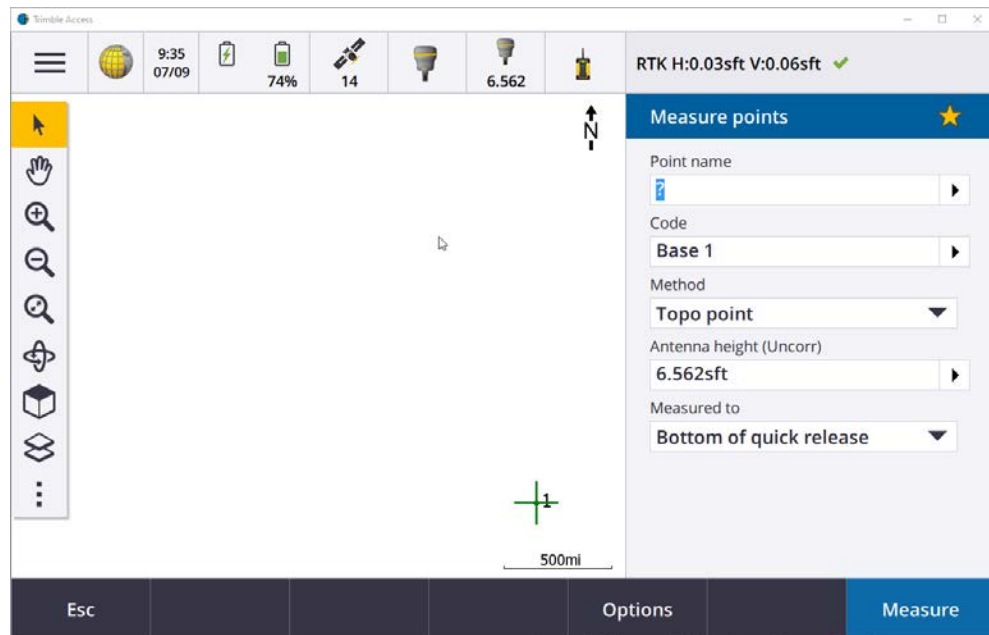 Trimble Access
9:35
07/09
74%
14
6.562
RTK H:0.03sft V:0.06sft
N
Measure points
Point name
?
Code
Base 1
Method
Topo point
Antenna height (Uncorr)
6.562sft
Measured to
Bottom of quick release
1
500mi
Esc
Options
Measure